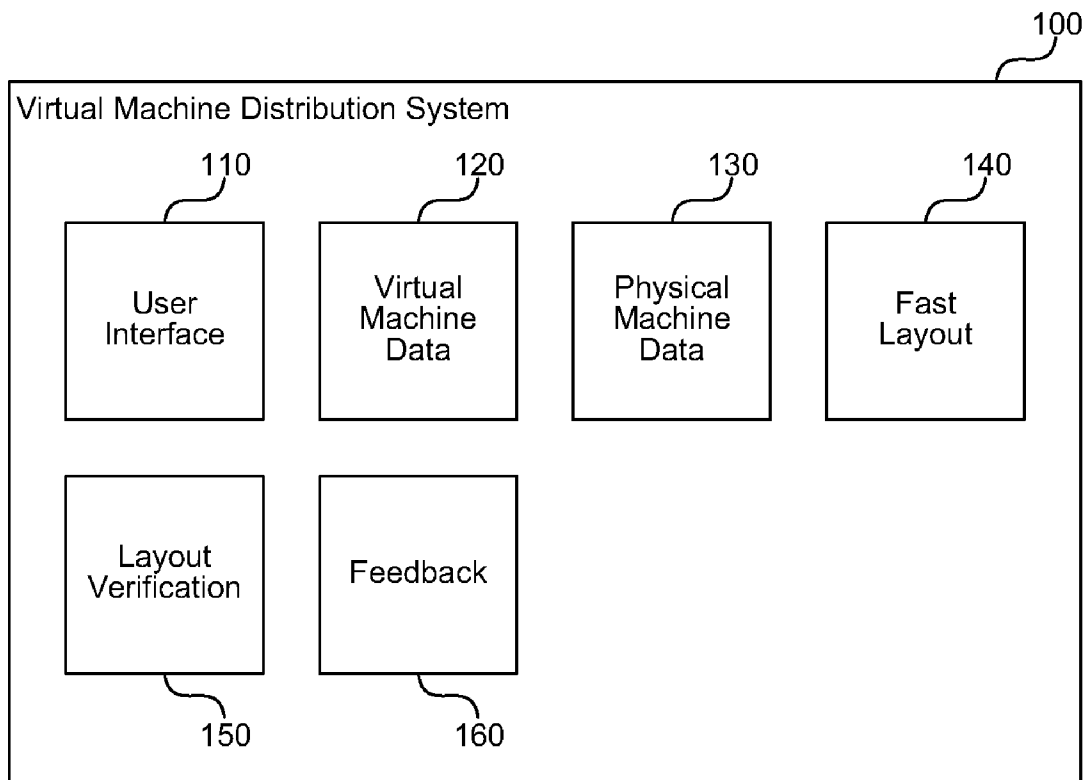 100
Virtual Machine Distribution System
110
120
130
140
User
Interface
Virtual
Machine
Data
Physical
Machine
Data
Fast
Layout
Layout
Verification
Feedback
150
160